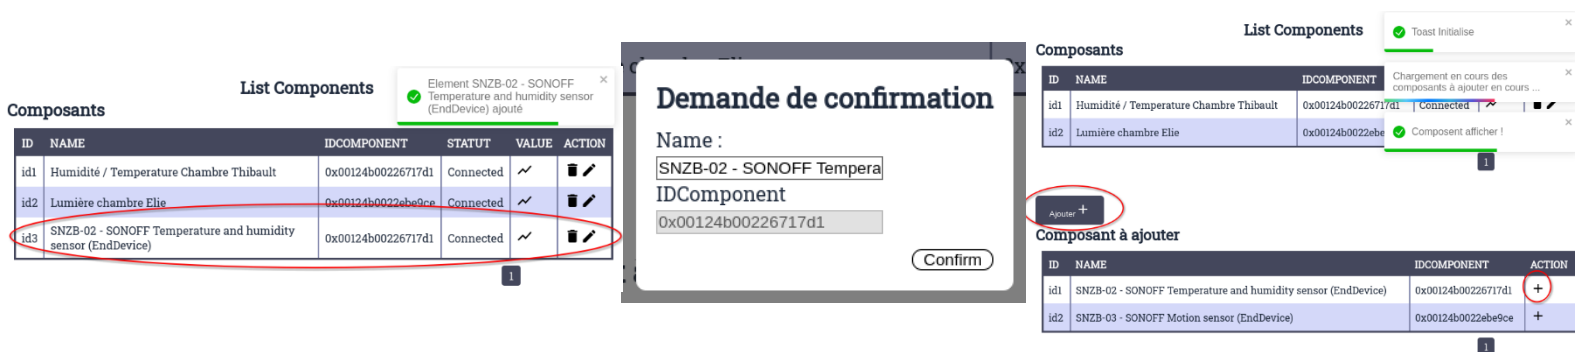 List Components
Element SNZB-02 - SONOFF
Temperature and humidity sensor
(EndDevice) ajouté
Composants
ID NAME IDCOMPONENT STATUT VALUE ACTION
id1 Humidité / Temperature Chambre Thibault 0x00124b00226717d1 Connected
id2 Lumière chambre Elie 0x00124b0022ebe9ce Connected
id3 SNZB-02 - SONOFF Temperature and humidity
sensor (EndDevice) 0x00124b00226717d1 Connected
1
Demande de confirmation
Name :
SNZB-02 - SONOFF Tempera
IDComponent
0x00124b00226717d1
Confirm
List Components
Toast Initialise
Composants
ID NAME IDCOMPONENT
Chargement en cours des
composants à ajouter en cours ...
id1 Humidité / Temperature Chambre Thibault 0x00124b00226717d1 Connected
id2 Lumière chambre Elie 0x00124b0022ebe
Composent afficher !
1
Ajouter +
Composant à ajouter
ID NAME IDCOMPONENT ACTION
id1 SNZB-02 - SONOFF Temperature and humidity sensor (EndDevice) 0x00124b00226717d1 +
id2 SNZB-03 - SONOFF Motion sensor (EndDevice) 0x00124b0022ebe9ce +
1